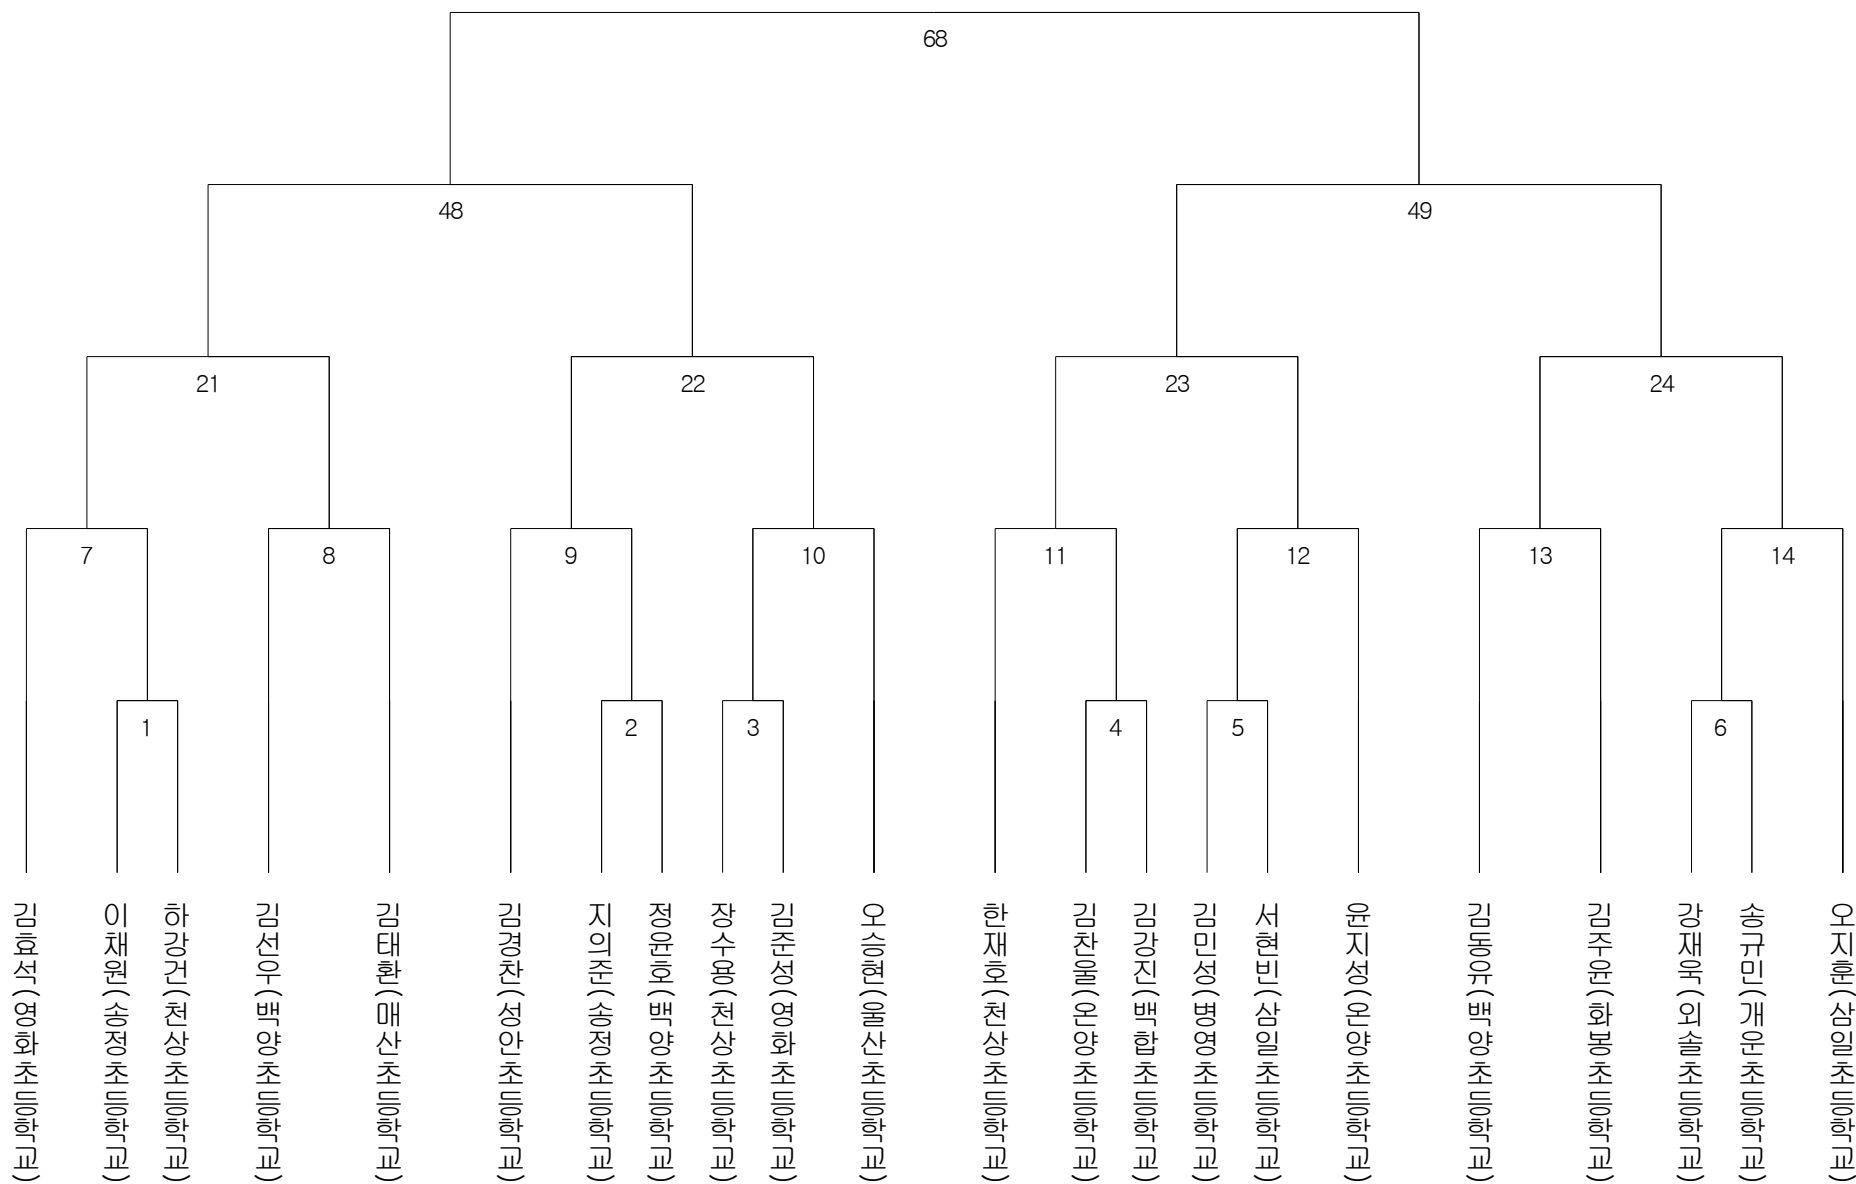 68
48
49
21
22
23
24
7
8
9
10
11
12
13
14
1
2
3
4
5
6
김효석(영화초등학교)
이채원(송정초등학교)
하강건(천상초등학교)
김선우(백양초등학교)
김태환(매산초등학교)
김경찬(성안초등학교)
지의준(송정초등학교)
정윤호(백양초등학교)
장수용(천상초등학교)
김준성(영화초등학교)
오승현(울산초등학교)
한재호(천상초등학교)
김찬울(온양초등학교)
김강진(백합초등학교)
김민성(병영초등학교)
서현빈(삼일초등학교)
윤지성(온양초등학교)
김동유(백양초등학교)
김주윤(화봉초등학교)
강재욱(외솔초등학교)
송규민(개운초등학교)
오지훈(삼일초등학교)